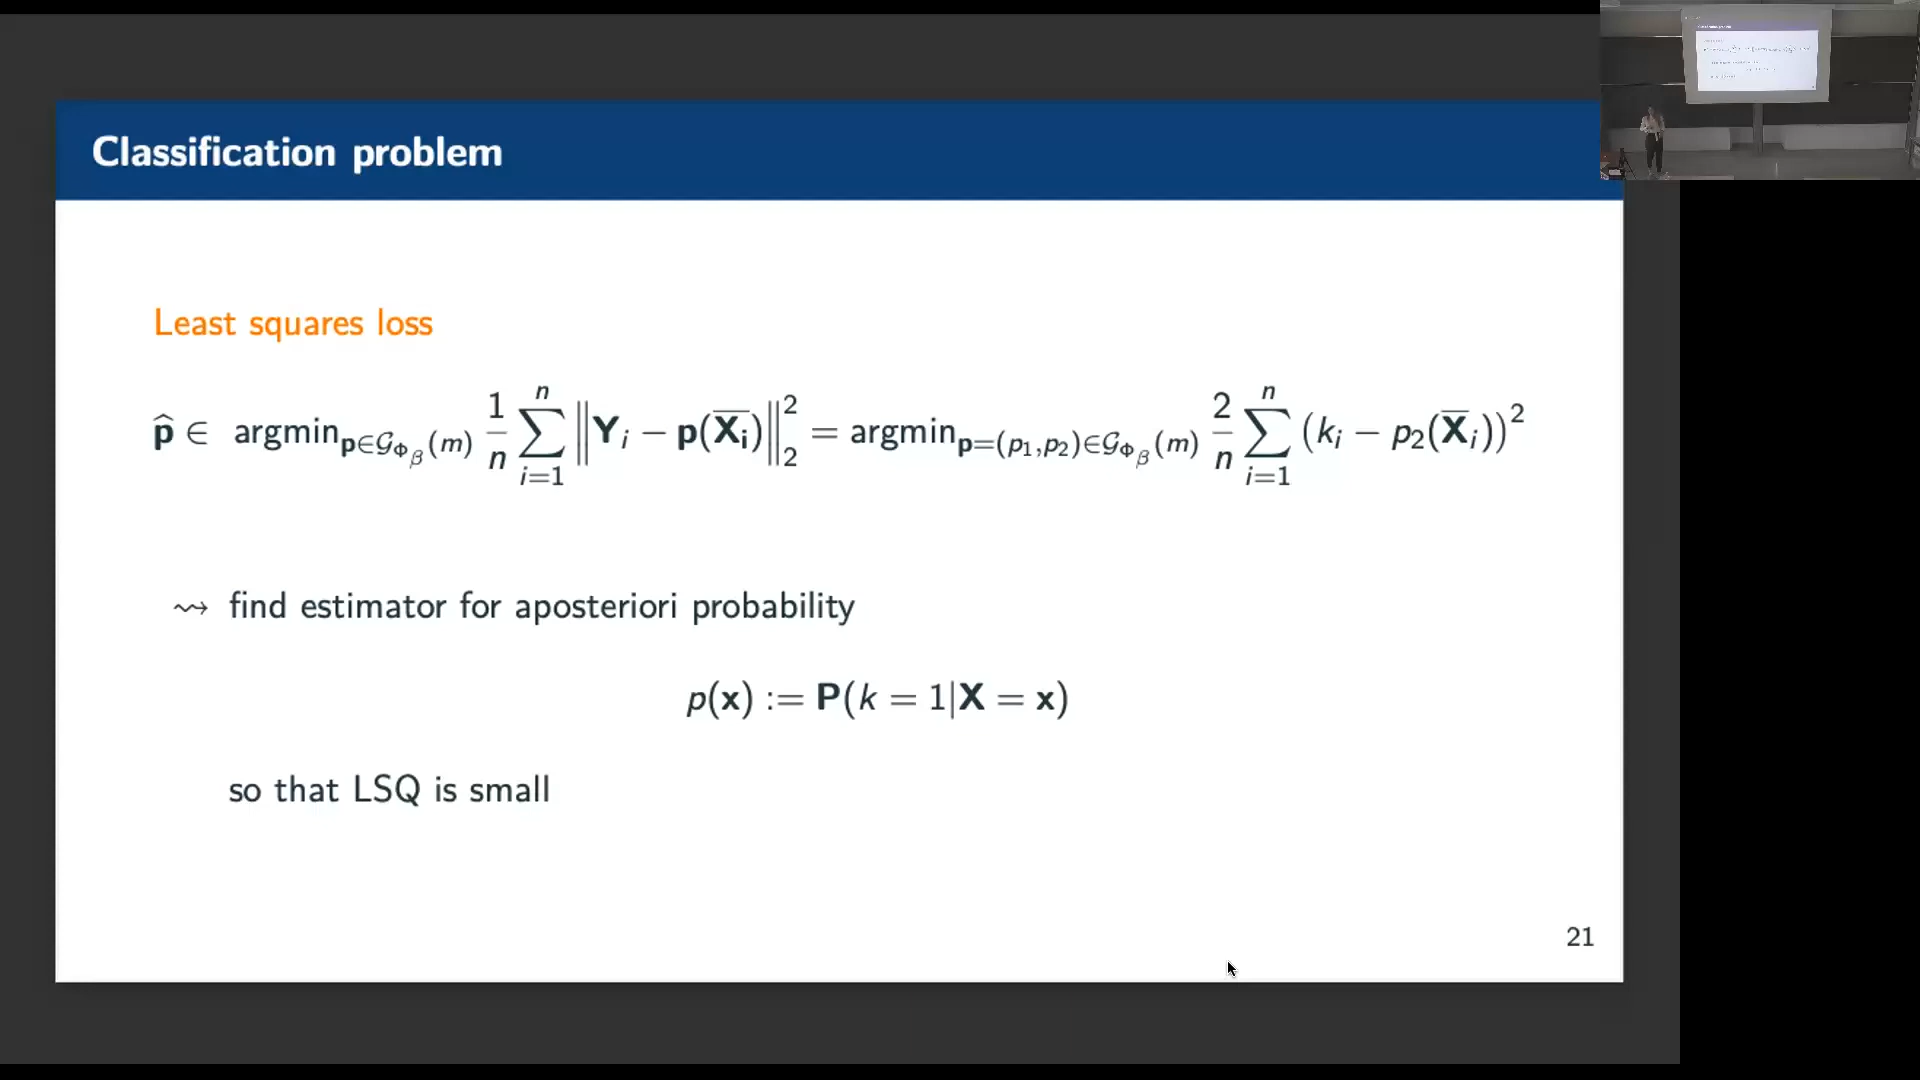 Classification problem
Least squares loss
p̂ ∈ argmin_{p∈𝒢_{Φ_β}(m)} 1/n ∑_{i=1}^{n} ‖Y_i − p(X̅_i)‖_2^2 = argmin_{p=(p_1,p_2)∈𝒢_{Φ_β}(m)} 2/n ∑_{i=1}^{n} (k_i − p_2(X̅_i))^2
⇝ find estimator for aposteriori probability
p(x) := P(k = 1|X = x)
so that LSQ is small
21